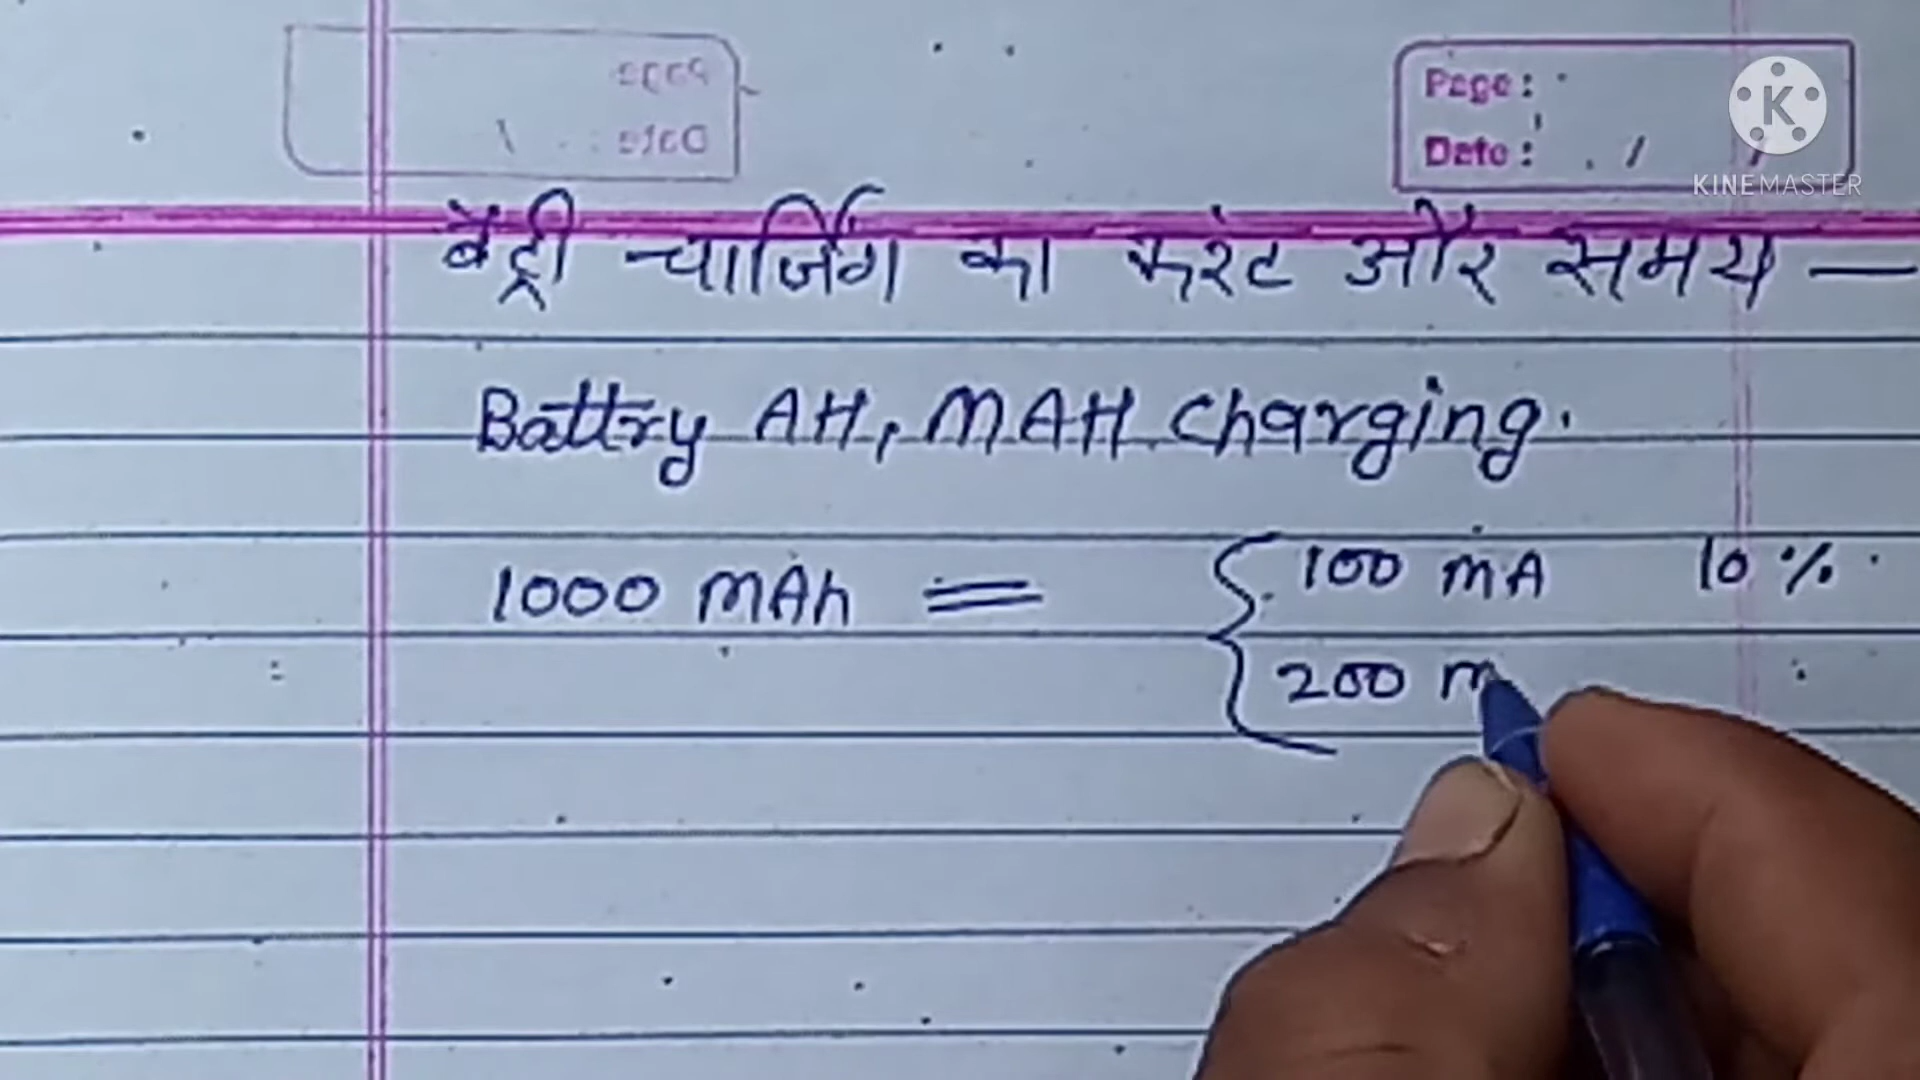 Page:
Date: / /
KINEMASTER
बैट्री चार्जिंग का करंट और समय —
Battry AH, MAH Charging.
1000 mAh = { 100 mA 10 %.
200 m